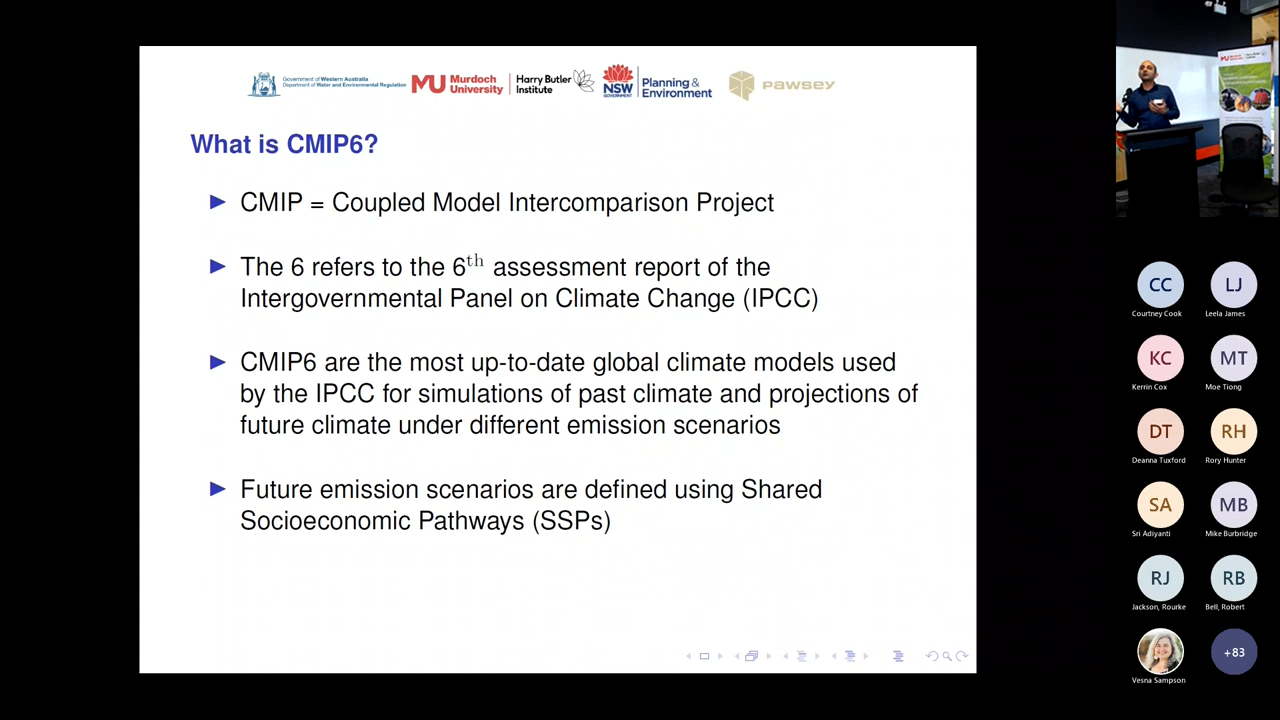 Government of Western Australia
Department of Water and Environmental Regulation
MU Murdoch University
Harry Butler Institute
NSW GOVERNMENT
Planning & Environment
PAWSEY
What is CMIP6?
CMIP = Coupled Model Intercomparison Project
The 6 refers to the 6th assessment report of the
Intergovernmental Panel on Climate Change (IPCC)
CMIP6 are the most up-to-date global climate models used
by the IPCC for simulations of past climate and projections of
future climate under different emission scenarios
Future emission scenarios are defined using Shared
Socioeconomic Pathways (SSPs)
CC
Courtney Cook
LJ
Leela James
KC
Kerrin Cox
MT
Moe Tiong
DT
Deanna Tuxford
RH
Rory Hunter
SA
Sri Adiyanti
MB
Mike Burbridge
RJ
Jackson, Rourke
RB
Bell, Robert
Vesna Sampson
+83